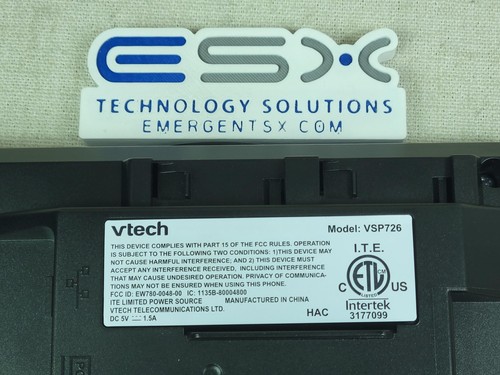 ESX
TECHNOLOGY SOLUTIONS
EMERGENTSX COM
vtech
Model: VSP726
THIS DEVICE COMPLIES WITH PART 15 OF THE FCC RULES. OPERATION
IS SUBJECT TO THE FOLLOWING TWO CONDITIONS: 1)THIS DEVICE MAY
NOT CAUSE HARMFUL INTERFERENCE; AND 2) THIS DEVICE MUST
ACCEPT ANY INTERFERENCE RECEIVED, INCLUDING INTERFERENCE
THAT MAY CAUSE UNDESIRED OPERATION. PRIVACY OF COMMUNICA-
TIONS MAY NOT BE ENSURED WHEN USING THIS PHONE.
FCC ID: EW780-0048-00 IC: 1135B-80004800
ITE LIMITED POWER SOURCE MANUFACTURED IN CHINA
VTECH TELECOMMUNICATIONS LTD.
DC 5V 1.5A
HAC
I.T.E.
C ETL US
LISTED
Intertek
3177099